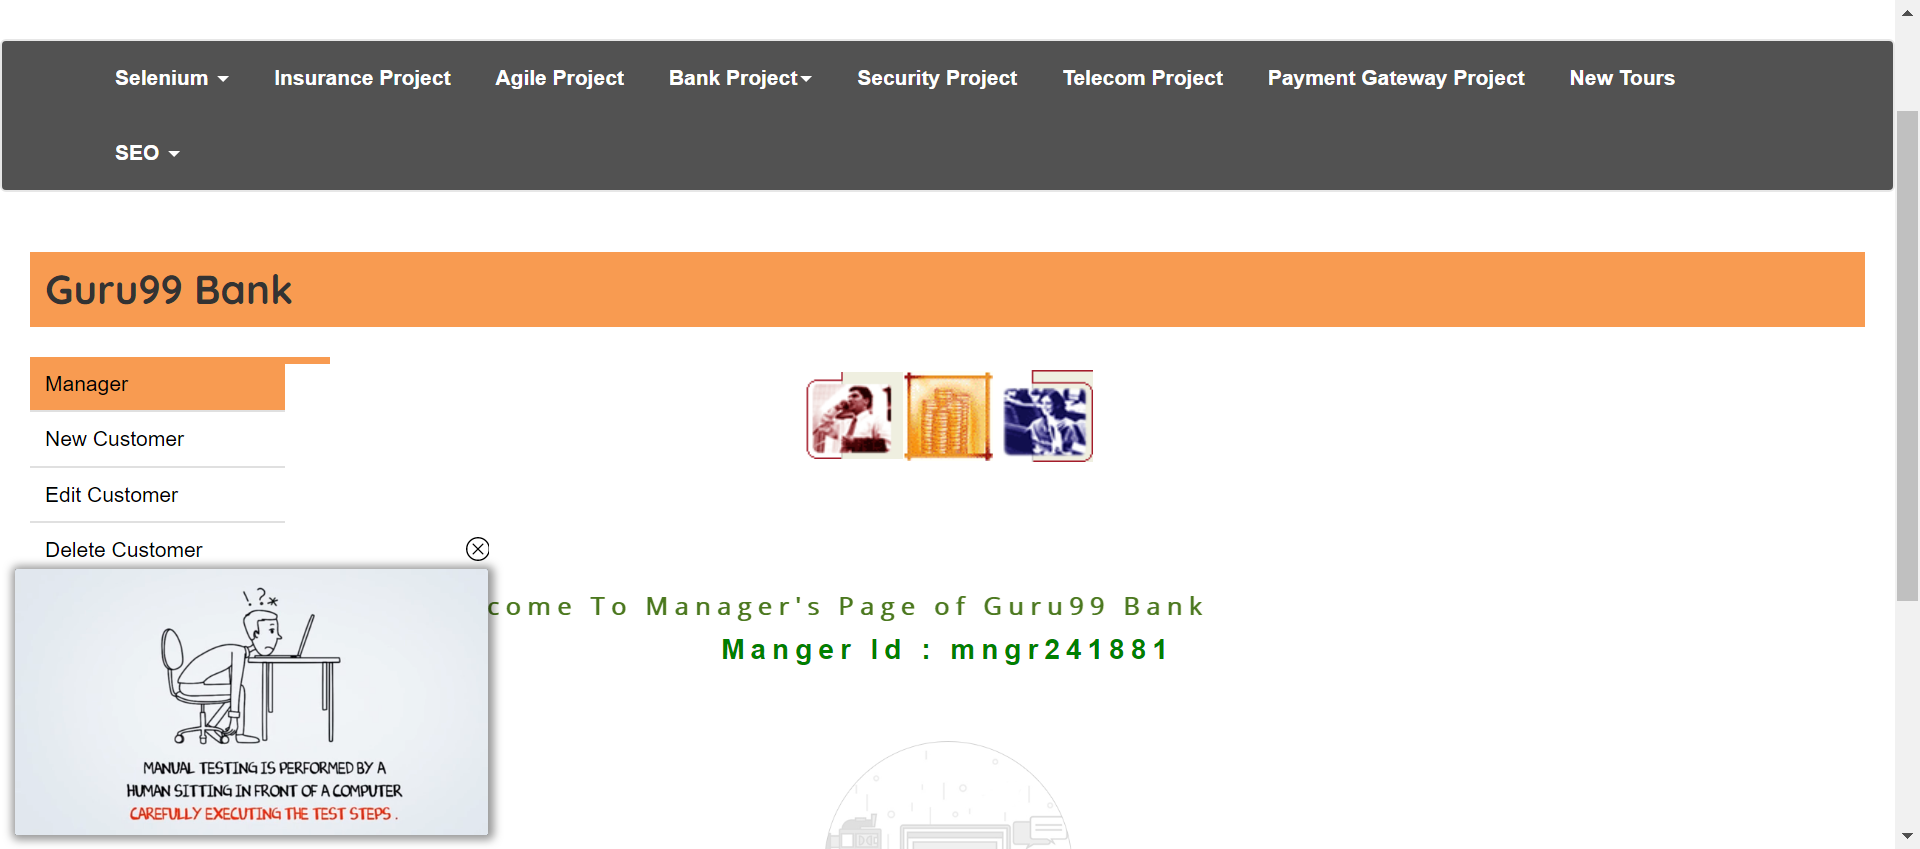 Selenium Insurance Project Agile Project Bank Project Security Project Telecom Project Payment Gateway Project New Tours
SEO
Guru99 Bank
Manager
New Customer
Edit Customer
Delete Customer
come To Manager's Page of Guru99 Bank
Manger Id : mngr241881
!?*
MANUAL TESTING IS PERFORMED BY A
HUMAN SITTING IN FRONT OF A COMPUTER
CAREFULLY EXECUTING THE TEST STEPS .